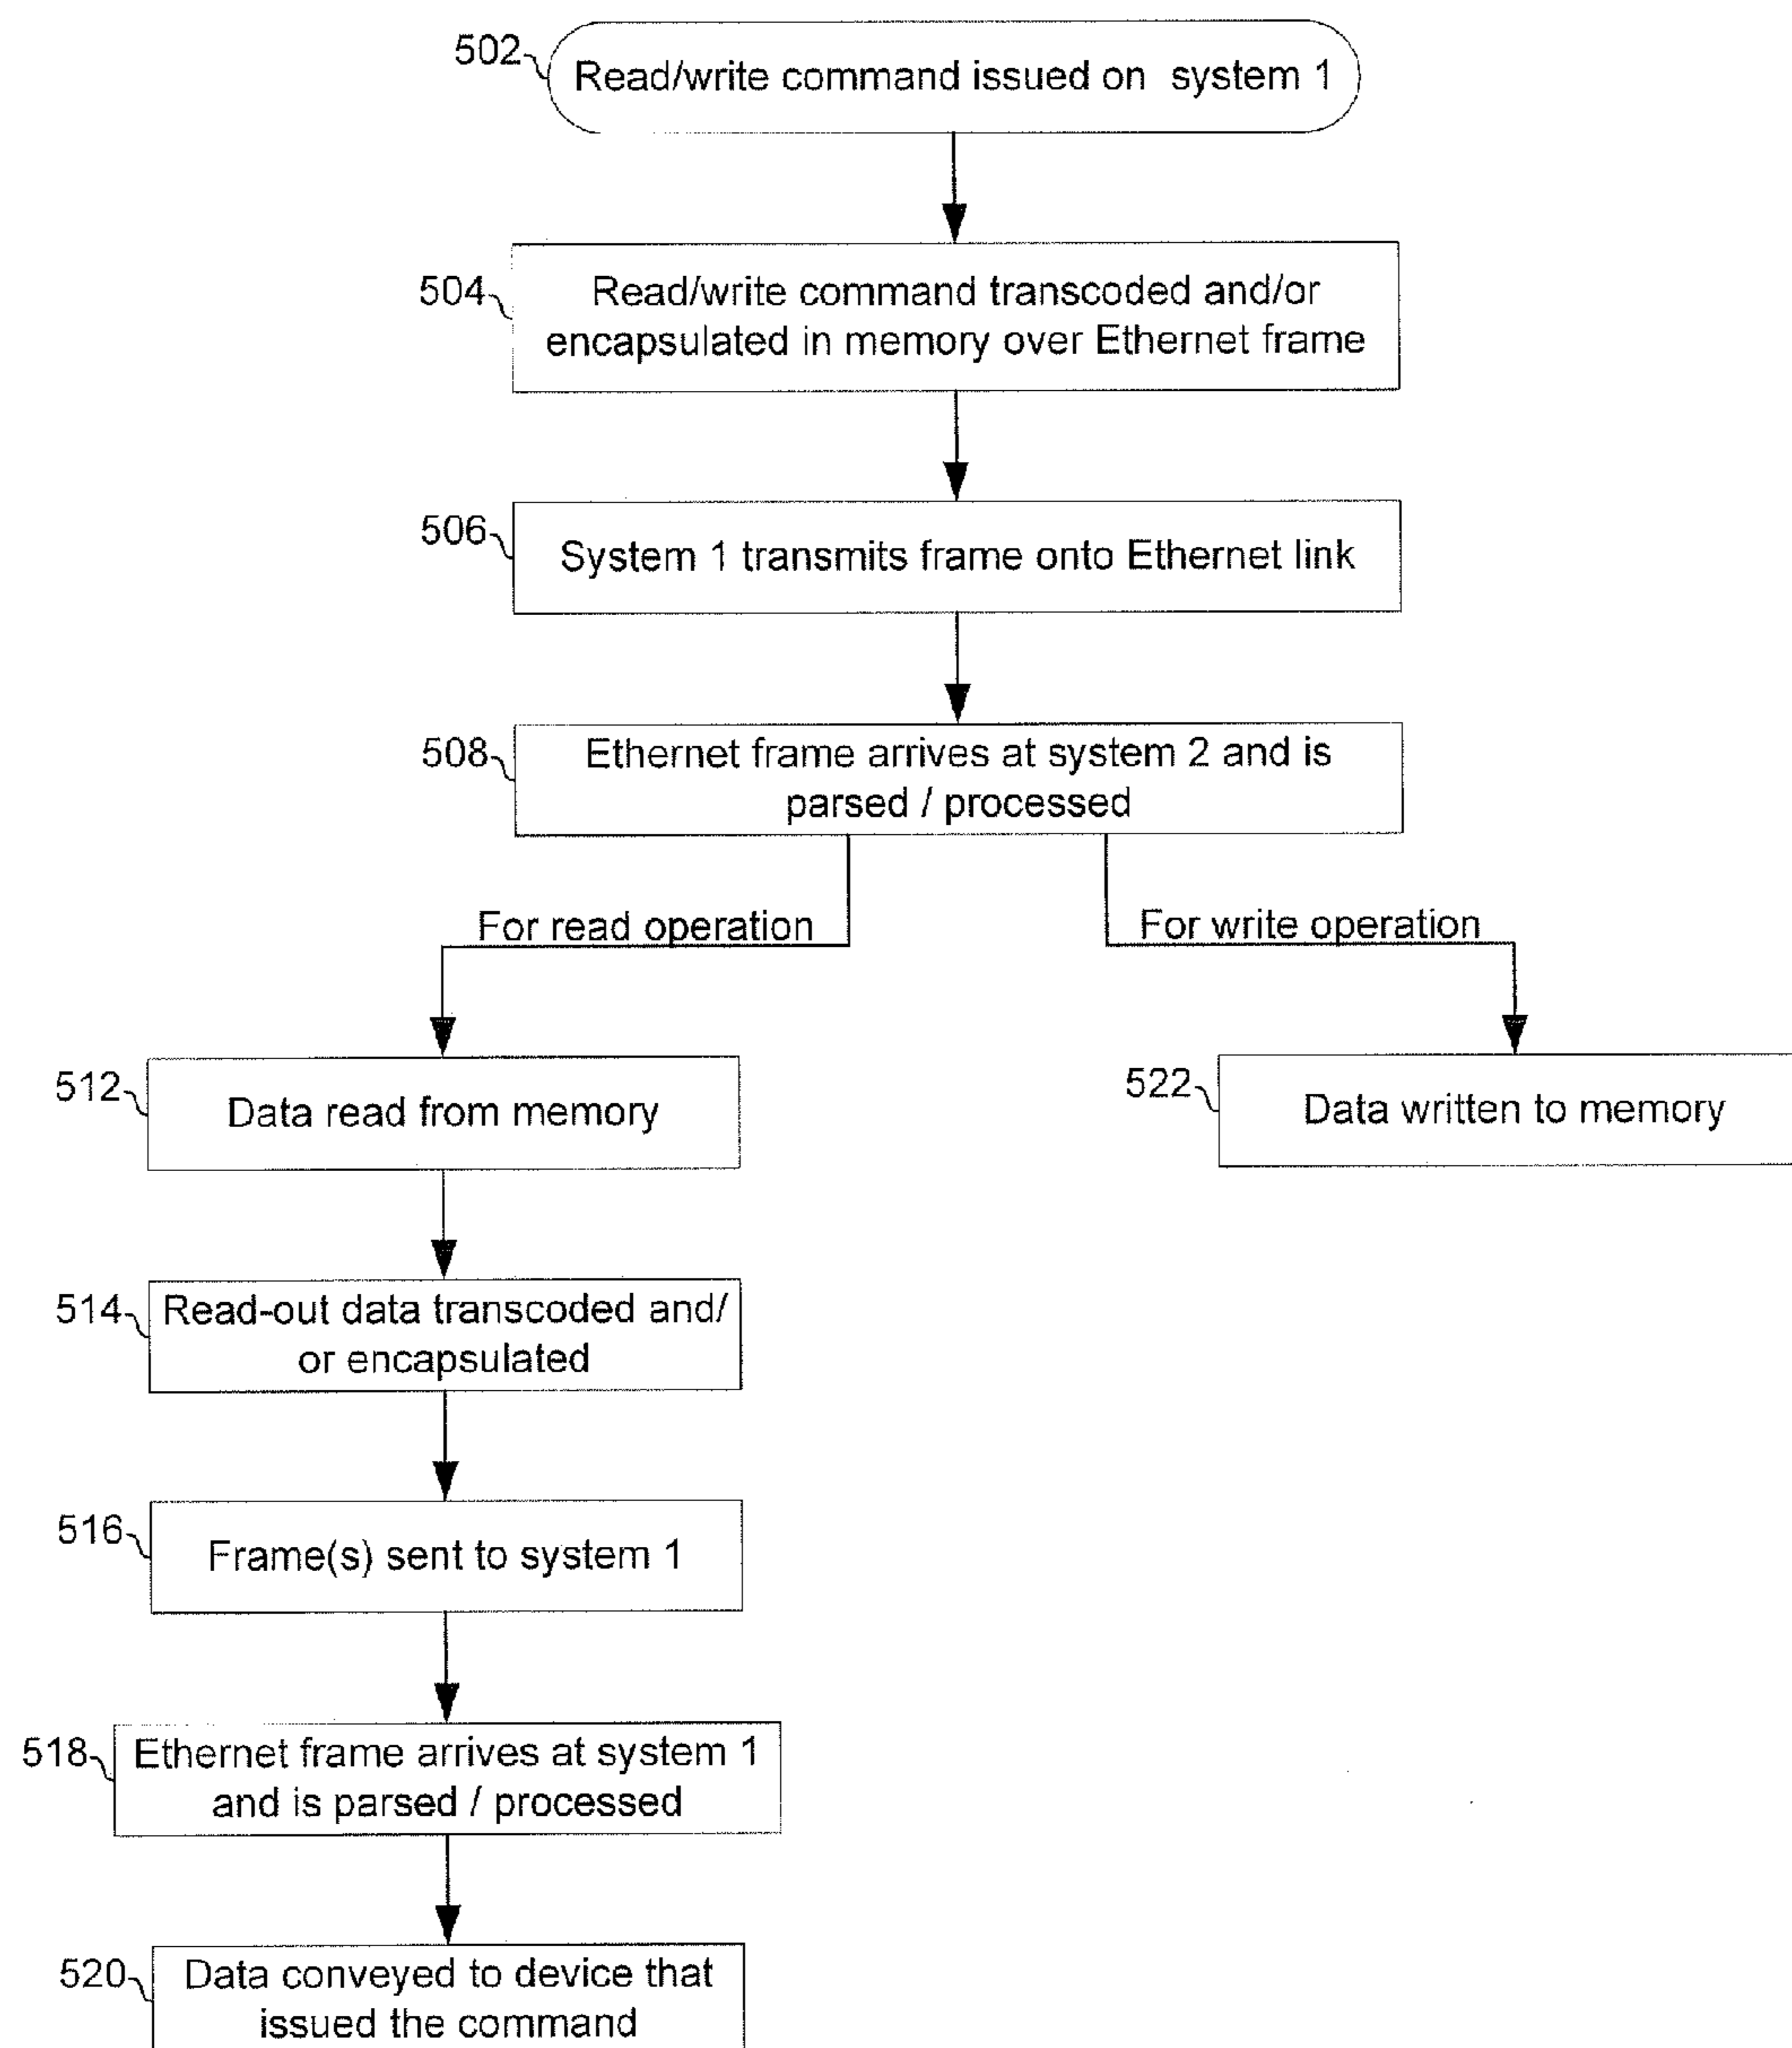 502
Read/write command issued on system 1
504
Read/write command transcoded and/or
encapsulated in memory over Ethernet frame
506
System 1 transmits frame onto Ethernet link
508
Ethernet frame arrives at system 2 and is
parsed / processed
For read operation
For write operation
512
Data read from memory
522
Data written to memory
514
Read-out data transcoded and/
or encapsulated
516
Frame(s) sent to system 1
518
Ethernet frame arrives at system 1
and is parsed / processed
520
Data conveyed to device that
issued the command